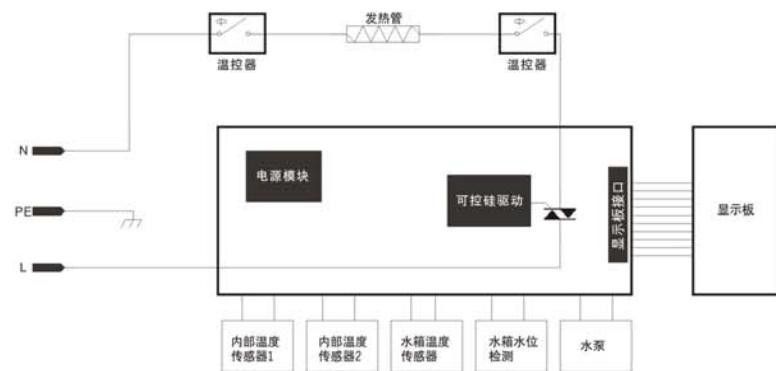 发热管
温控器
温控器
N
电源模块
可控硅驱动
显示板接口
显示板
PE
L
内部温度
传感器1
内部温度
传感器2
水箱温度
传感器
水箱水位
检测
水泵